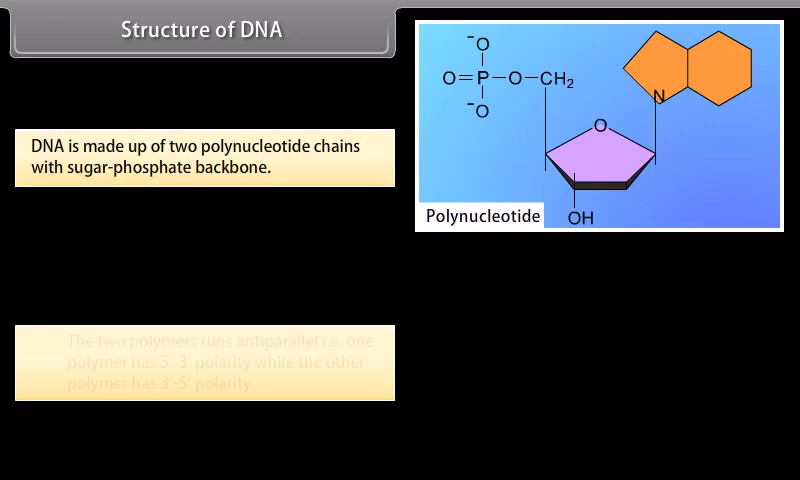 Structure of DNA
⁻O
O=P–O–CH₂
⁻O
N
O
OH
Polynucleotide
DNA is made up of two polynucleotide chains
with sugar-phosphate backbone.
The two polymers runs antiparallel i.e. one
polymer has 5'-3' polarity while the other
polymer has 3'-5' polarity.